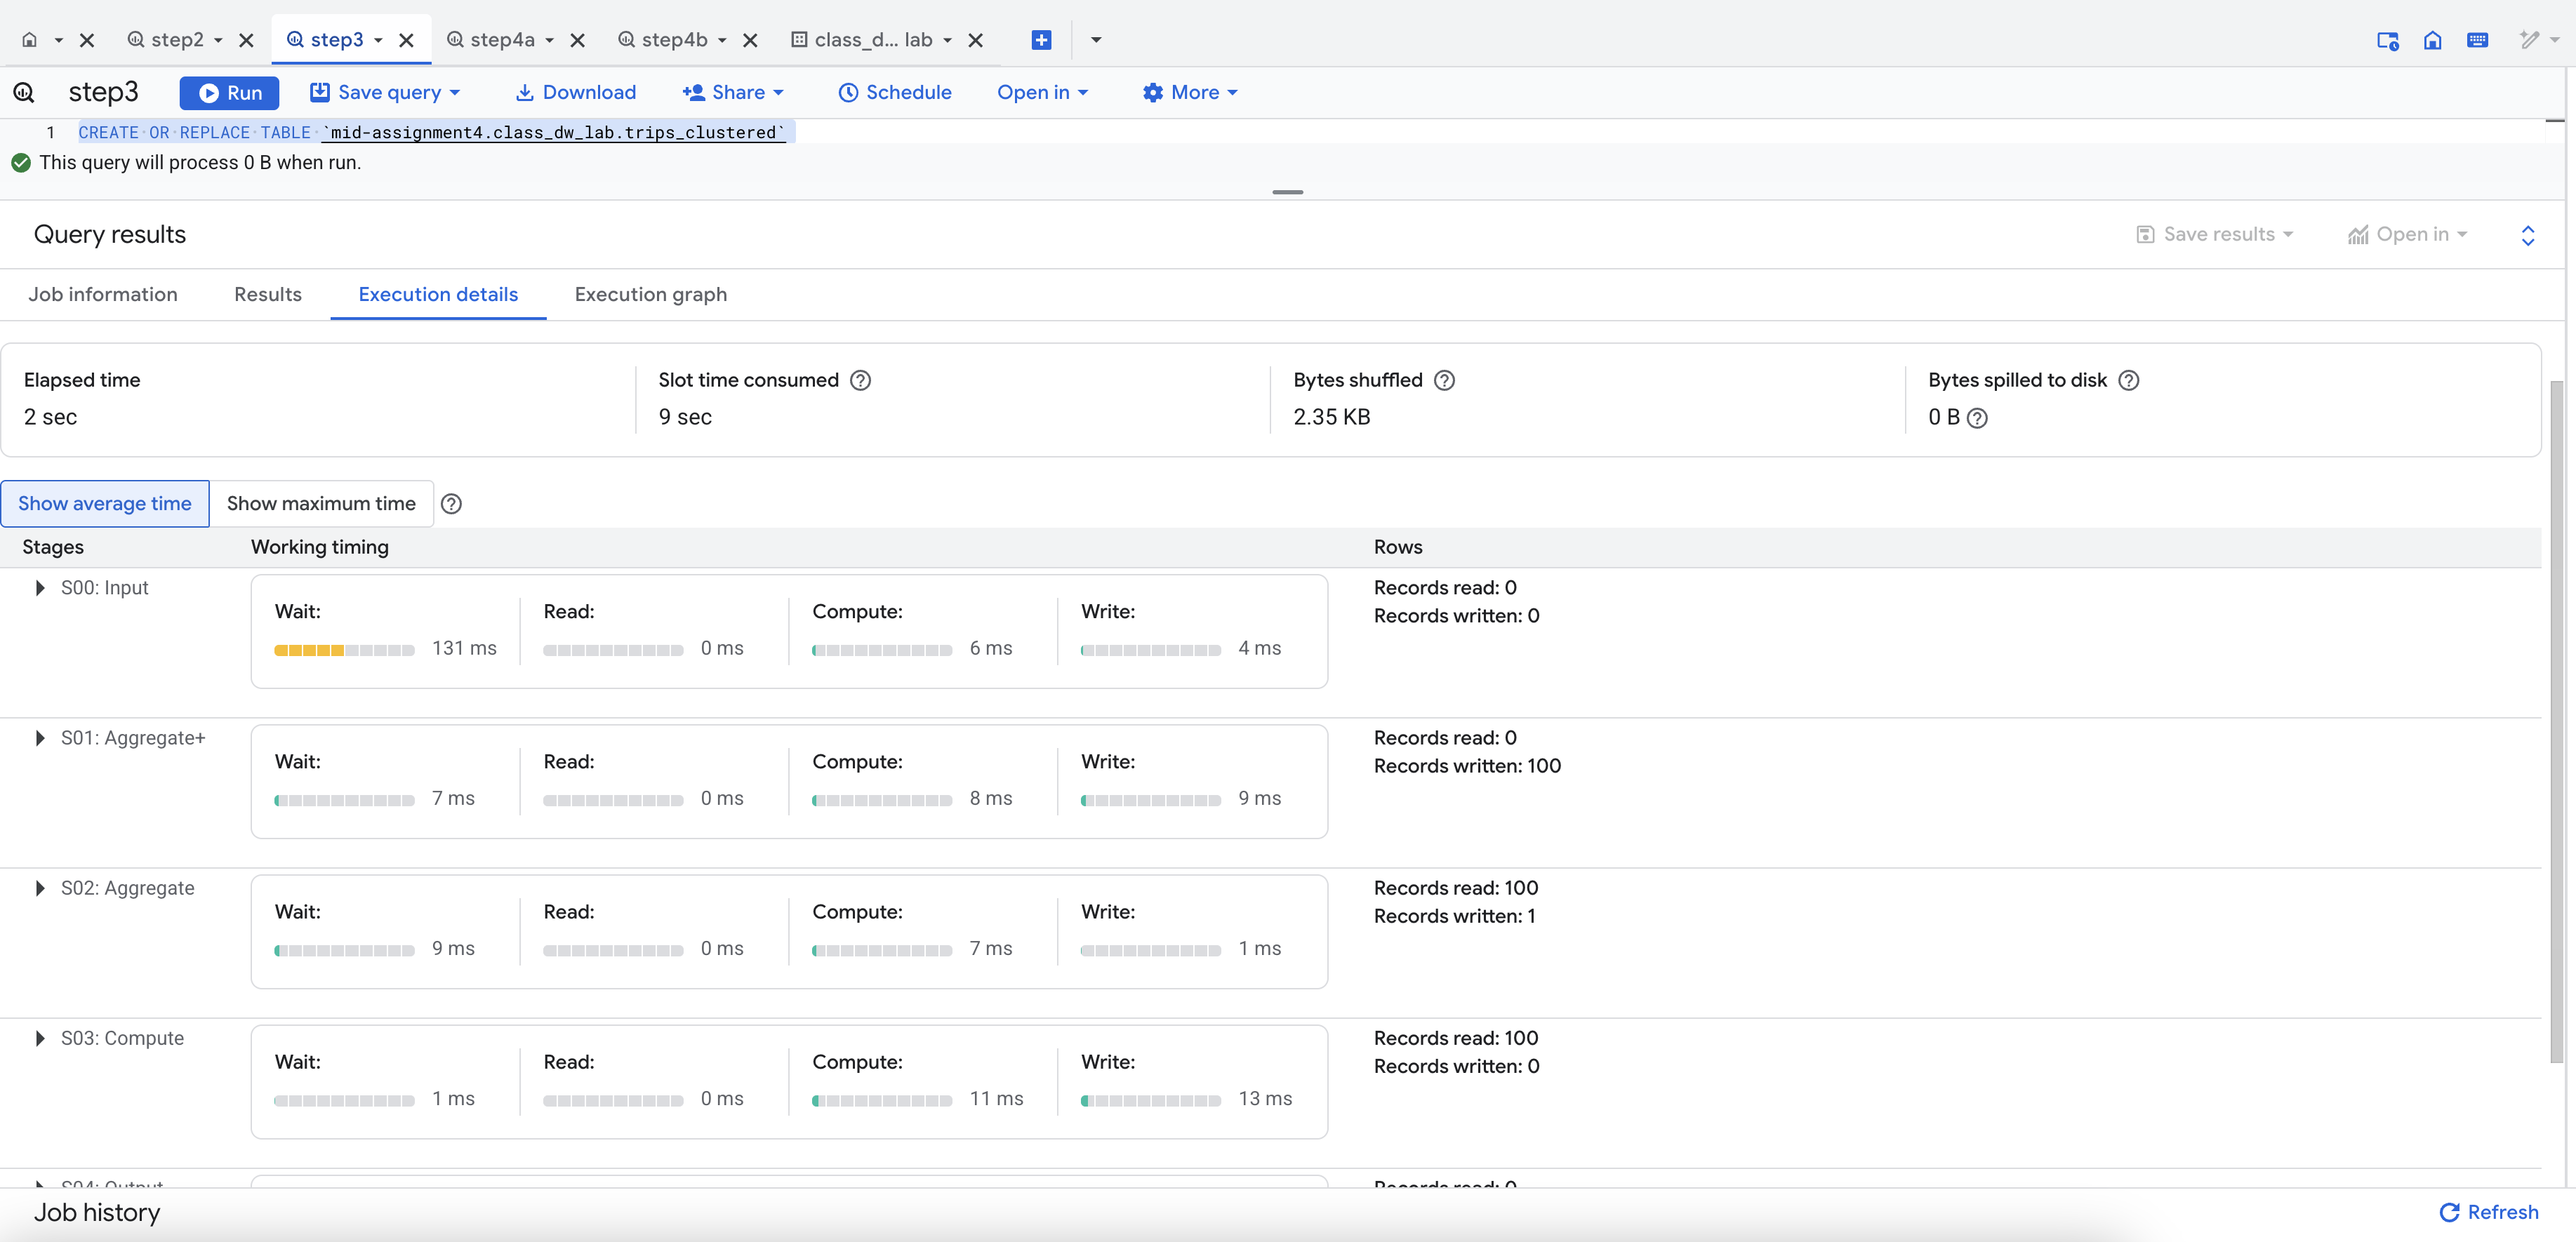 step2 step3 step4a step4b class_d... lab
step3 Run Save query Download Share Schedule Open in More
1 CREATE OR REPLACE TABLE `mid-assignment4.class_dw_lab.trips_clustered`
This query will process 0 B when run.
Query results Save results Open in
Job information Results Execution details Execution graph
Elapsed time Slot time consumed Bytes shuffled Bytes spilled to disk
2 sec 9 sec 2.35 KB 0 B
Show average time Show maximum time
Stages Working timing Rows
S00: Input
Wait: Read: Compute: Write:
131 ms 0 ms 6 ms 4 ms
Records read: 0
Records written: 0
S01: Aggregate+
Wait: Read: Compute: Write:
7 ms 0 ms 8 ms 9 ms
Records read: 0
Records written: 100
S02: Aggregate
Wait: Read: Compute: Write:
9 ms 0 ms 7 ms 1 ms
Records read: 100
Records written: 1
S03: Compute
Wait: Read: Compute: Write:
1 ms 0 ms 11 ms 13 ms
Records read: 100
Records written: 0
S04: Output Records read: 0
Job history Refresh